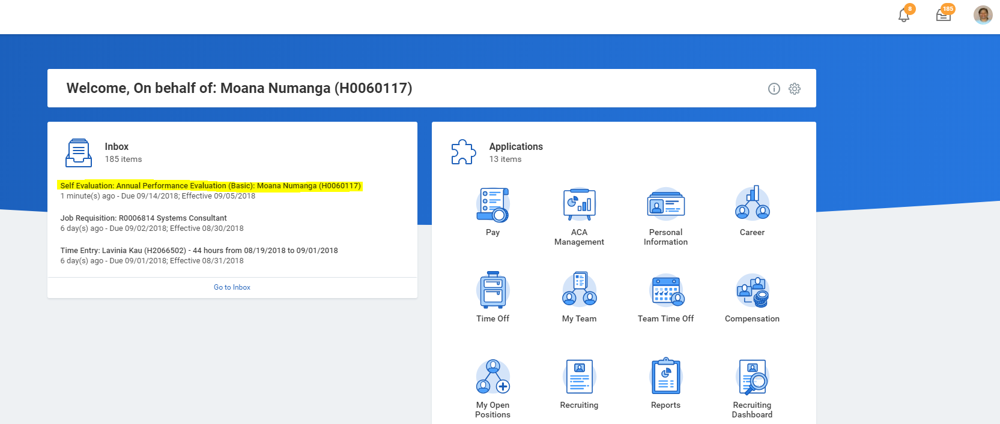 8
185
Welcome, On behalf of: Moana Numanga (H0060117)
Inbox
185 items
Self Evaluation: Annual Performance Evaluation (Basic): Moana Numanga (H0060117)
1 minute(s) ago - Due 09/14/2018; Effective 09/05/2018
Job Requisition: R0006814 Systems Consultant
6 day(s) ago - Due 09/02/2018; Effective 08/30/2018
Time Entry: Lavinia Kau (H2066502) - 44 hours from 08/19/2018 to 09/01/2018
6 day(s) ago - Due 09/01/2018; Effective 08/31/2018
Go to Inbox
Applications
13 items
Pay
ACA
Management
Personal
Information
Career
Time Off
My Team
Team Time Off
Compensation
My Open
Positions
Recruiting
Reports
Recruiting
Dashboard